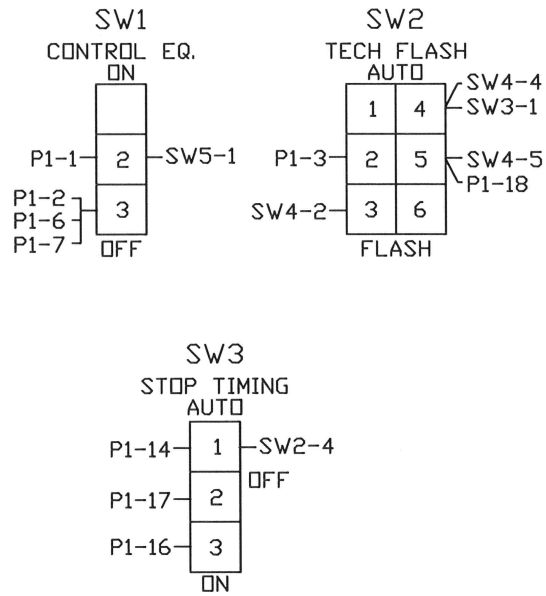 SW1
CONTROL EQ.
ON
P1-1
2
SW5-1
P1-2
P1-6
P1-7
3
OFF
SW2
TECH FLASH
AUTO
1
4
SW4-4
SW3-1
P1-3
2
5
SW4-5
P1-18
SW4-2
3
6
FLASH
SW3
STOP TIMING
AUTO
P1-14
1
SW2-4
OFF
P1-17
2
P1-16
3
ON